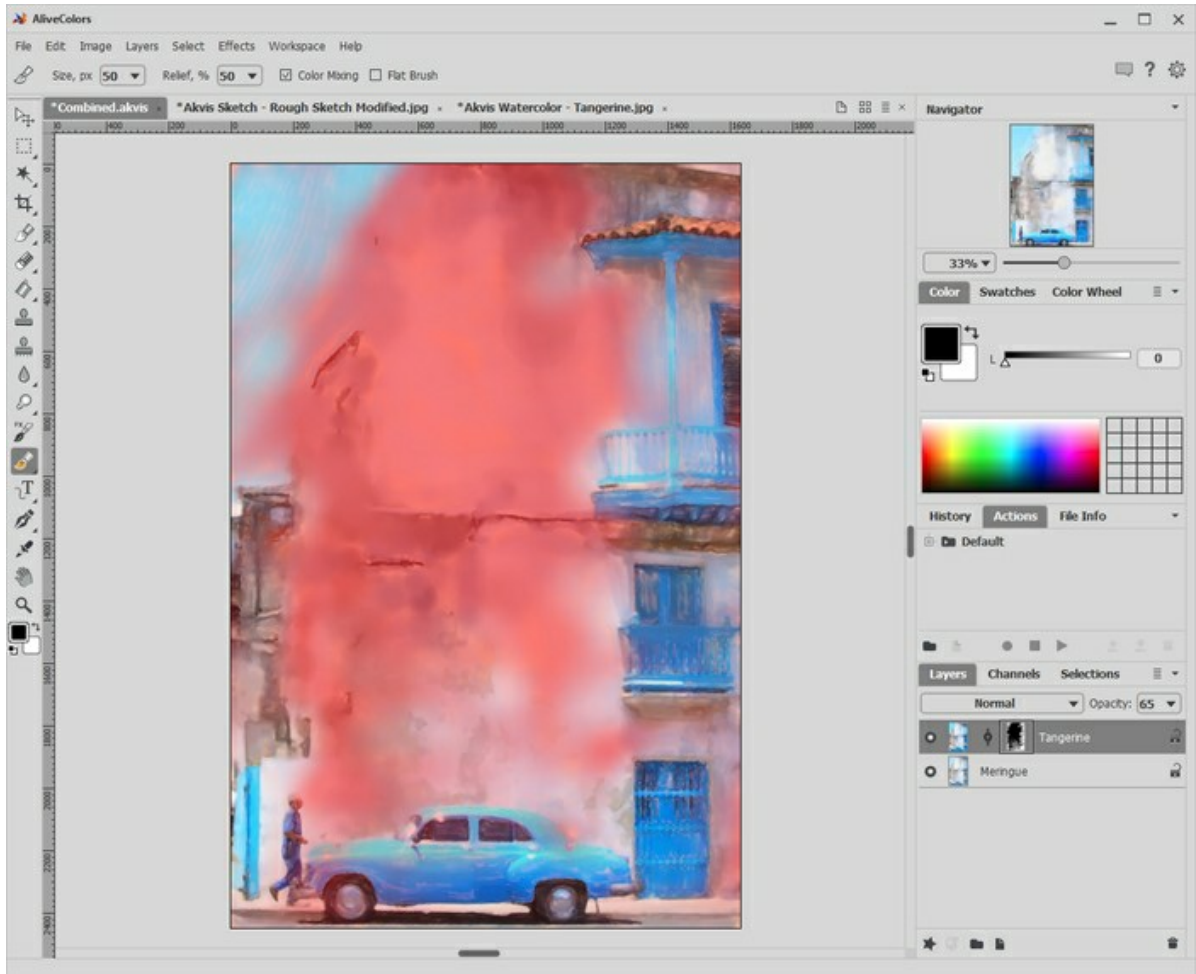 AliveColors
File Edit Image Layers Select Effects Workspace Help
Size, px 50 Relief, % 50 Color Mixing Flat Brush
*Combined.akvis *Akvis Sketch - Rough Sketch Modified.jpg *Akvis Watercolor - Tangerine.jpg
Navigator
33%
Color Swatches Color Wheel
L 0
History Actions File Info
Default
Layers Channels Selections
Normal Opacity: 65
Tangerine
Meringue